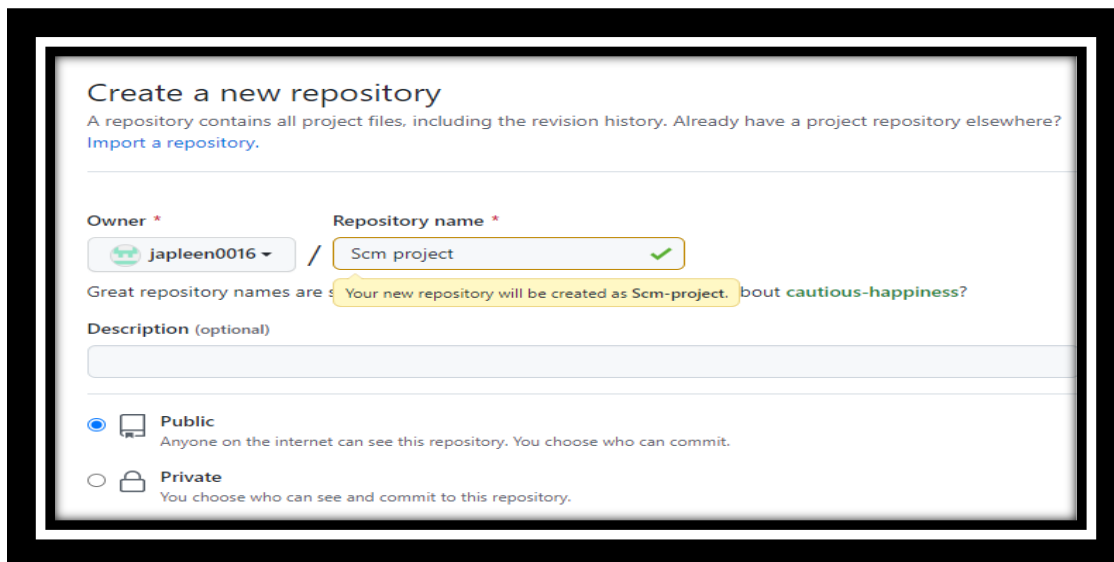 Create a new repository
A repository contains all project files, including the revision history. Already have a project repository elsewhere?
Import a repository.
Owner * Repository name *
japleen0016 / Scm project
Great repository names are s Your new repository will be created as Scm-project. bout cautious-happiness?
Description (optional)
Public
Anyone on the internet can see this repository. You choose who can commit.
Private
You choose who can see and commit to this repository.